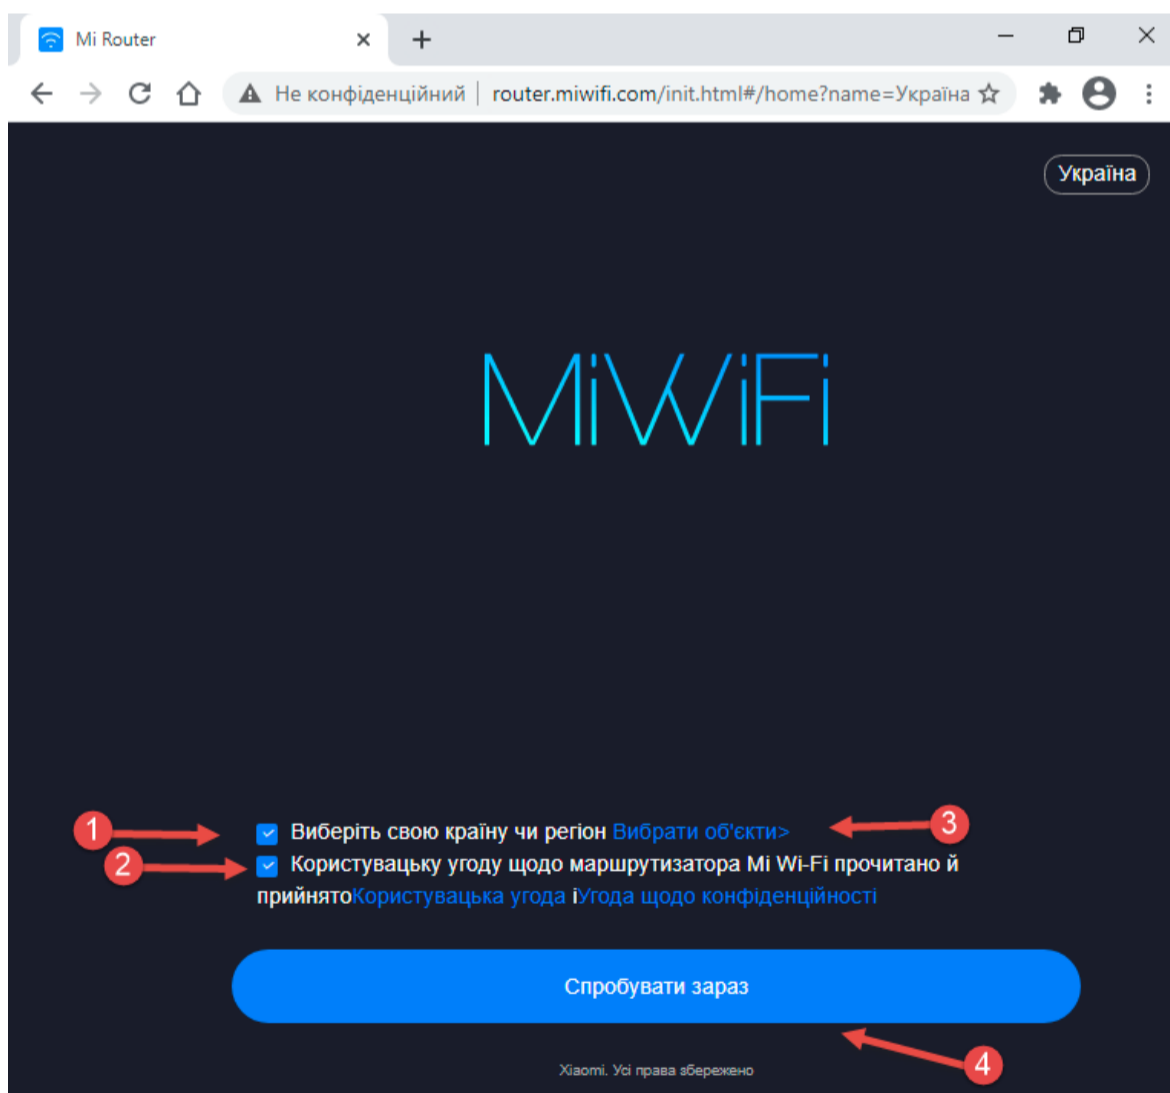 Mi Router
Не конфіденційний | router.miwifi.com/init.html#/home?name=Україна
Україна
MiWiFi
1
Виберіть свою країну чи регіон Вибрати об'єкти>
3
2
Користувацьку угоду щодо маршрутизатора Mi Wi-Fi прочитано й
прийнятоКористувацька угода іУгода щодо конфіденційності
Спробувати зараз
4
Xiaomi. Усі права збережено